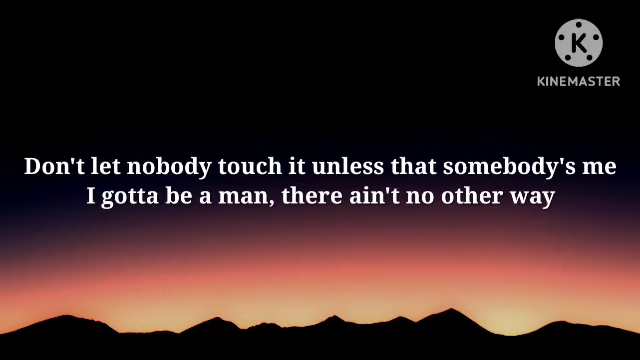 KINEMASTER
Don't let nobody touch it unless that somebody's me
I gotta be a man, there ain't no other way